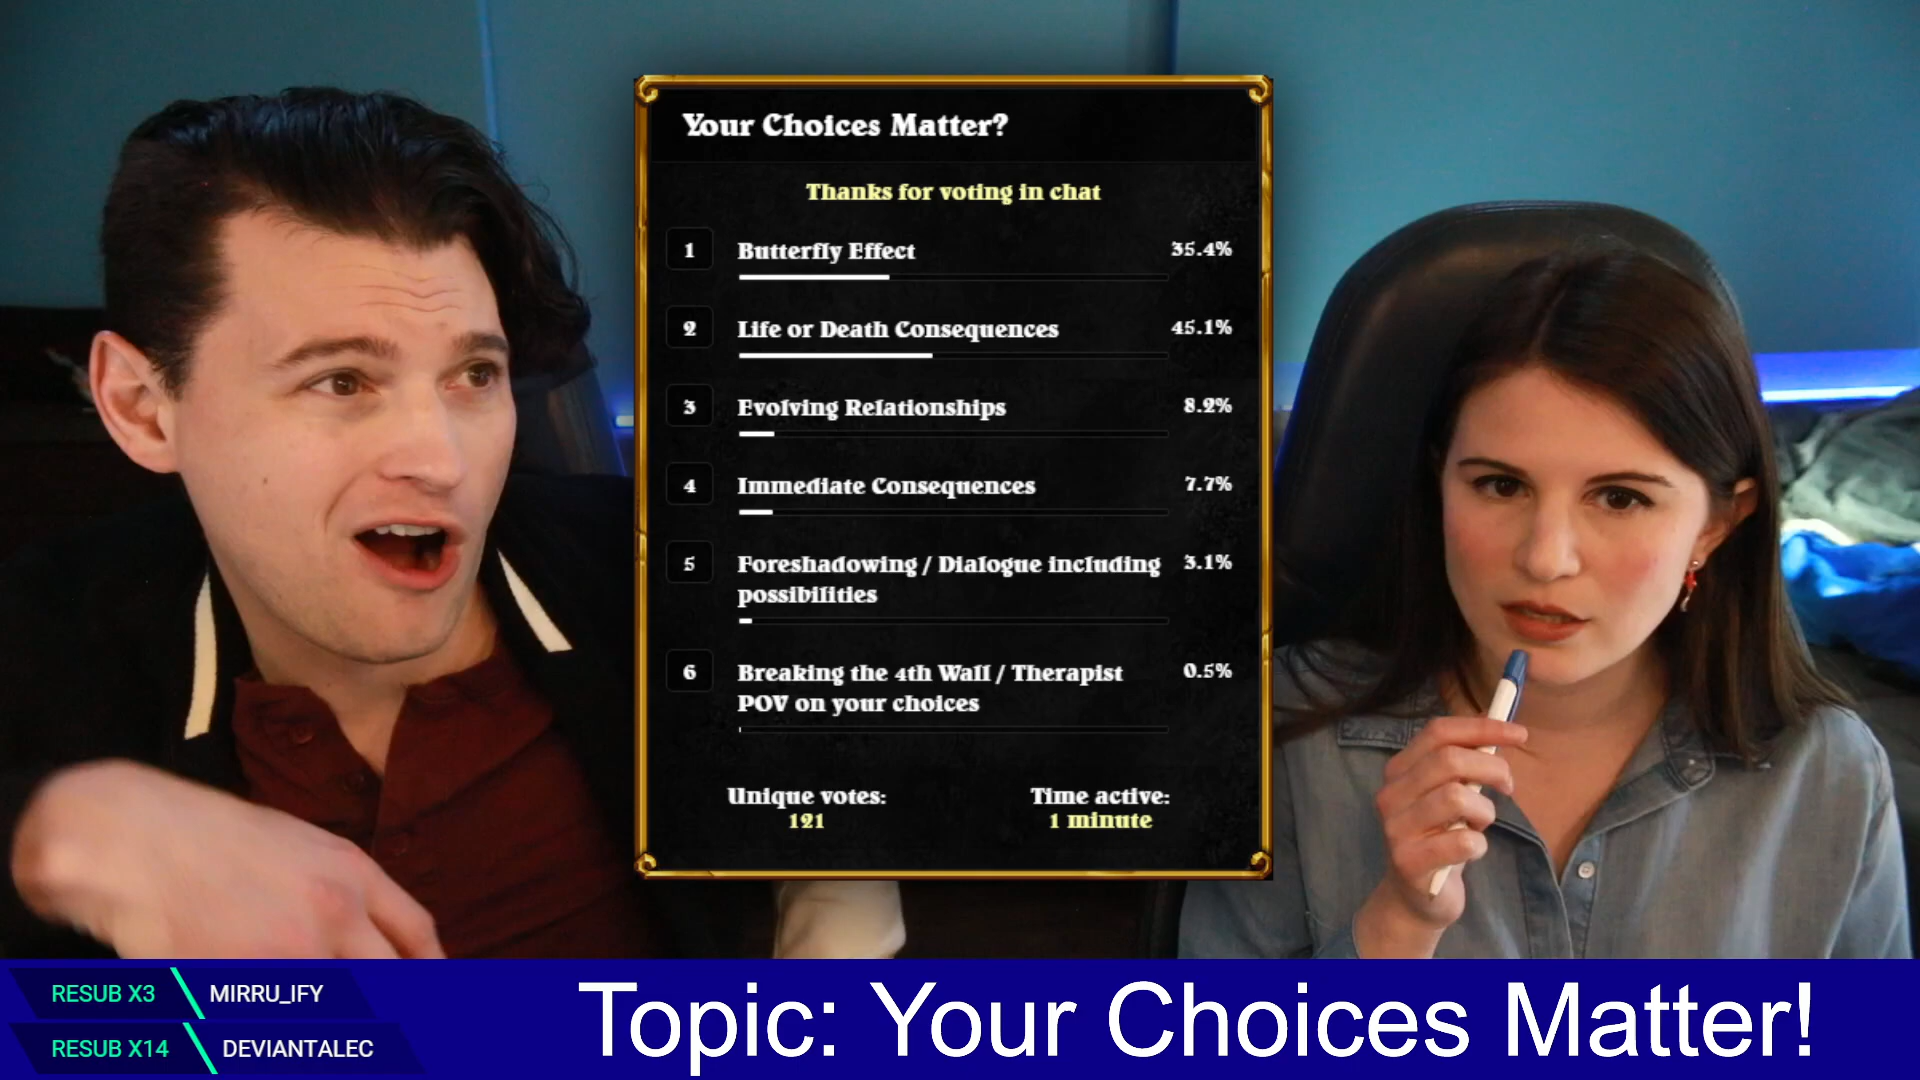 Your Choices Matter?
Thanks for voting in chat
1 Butterfly Effect 35.4%
2 Life or Death Consequences 45.1%
3 Evolving Relationships 8.2%
4 Immediate Consequences 7.7%
5 Foreshadowing / Dialogue including 3.1%
possibilities
6 Breaking the 4th Wall / Therapist 0.5%
POV on your choices
Unique votes: Time active:
121 1 minute
RESUB X3 MIRRU_IFY
RESUB X14 DEVIANTALEC
Topic: Your Choices Matter!